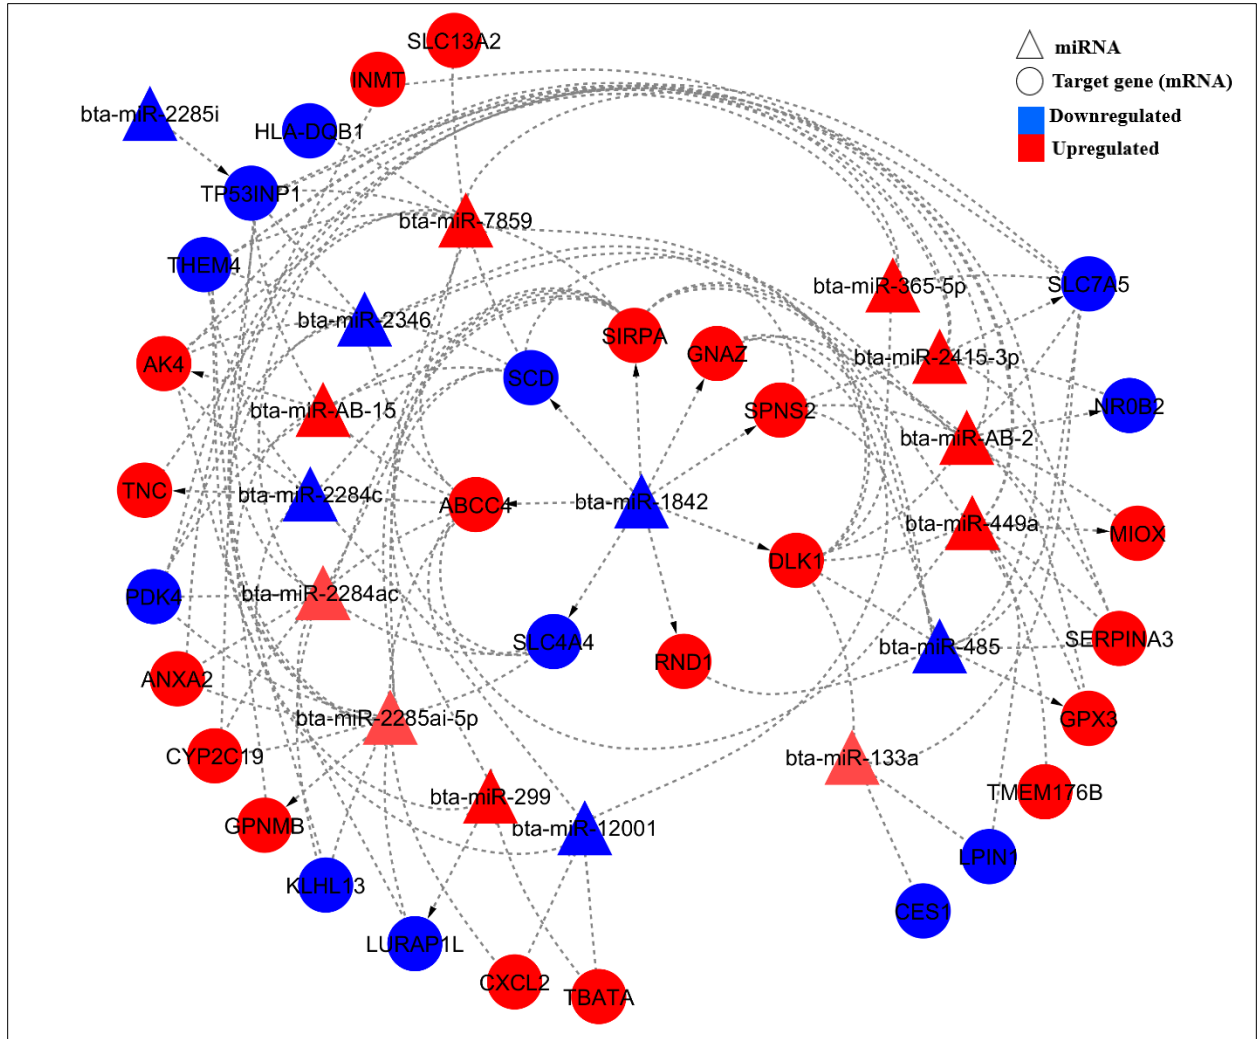 SLC13A2
miRNA
INMT
Target gene (mRNA)
bta-miR-2285i
Downregulated
HLA-DQB1
Upregulated
TP53INP1
bta-miR-7859
THEM4
bta-miR-365-5p
SLC7A5
bta-miR-2346
SIRPA
GNAZ
bta-miR-2415-3p
AK4
SCD
bta-miR-AB-15
SPNS2
NR0B2
bta-miR-AB-2
TNC
bta-miR-2284c
ABCC4
bta-miR-1842
bta-miR-449a
MIOX
DLK1
PDK4
bta-miR-2284ac
SLC4A4
RND1
bta-miR-485
SERPINA3
ANXA2
bta-miR-2285ai-5p
GPX3
CYP2C19
bta-miR-133a
bta-miR-299
TMEM176B
GPNMB
bta-miR-12001
LPIN1
KLHL13
CES1
LURAP1L
CXCL2
TBATA